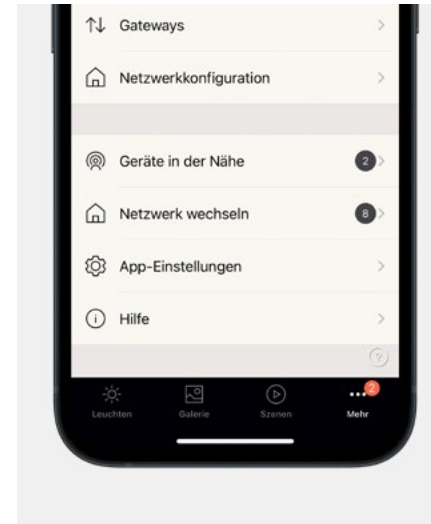 Gateways
Netzwerkkonfiguration
Geräte in der Nähe 2
Netzwerk wechseln 8
App-Einstellungen
Hilfe
?
2
Leuchten Galerie Szenen Mehr